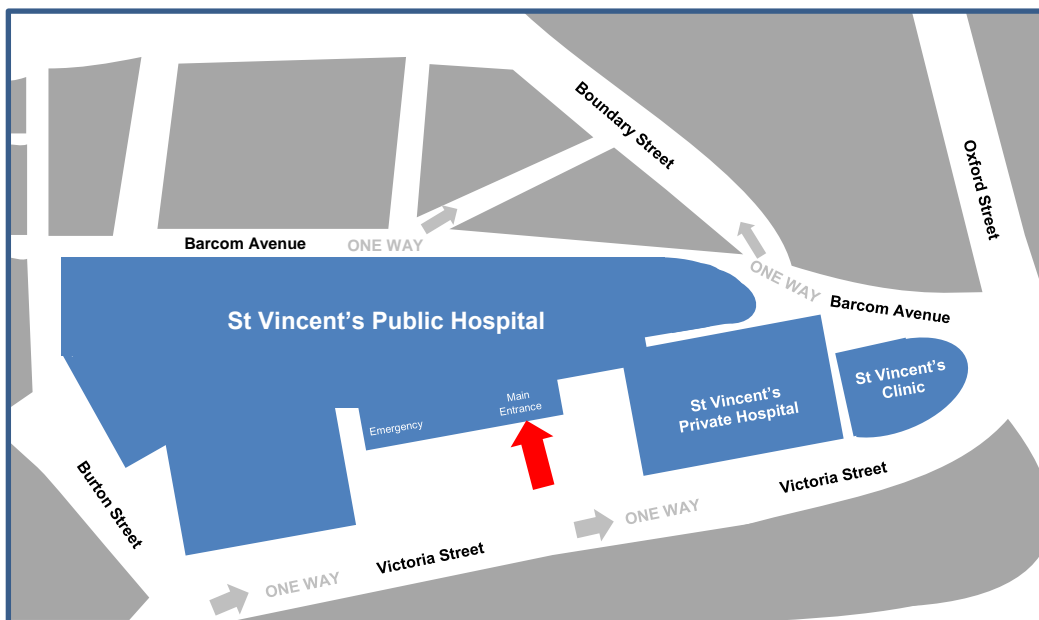 Boundary Street
Oxford Street
Barcom Avenue
ONE WAY
ONE WAY
Barcom Avenue
St Vincent’s Public Hospital
St Vincent’s
Clinic
Main
Entrance
St Vincent’s
Private Hospital
Emergency
Burton Street
Victoria Street
ONE WAY
Victoria Street
ONE WAY